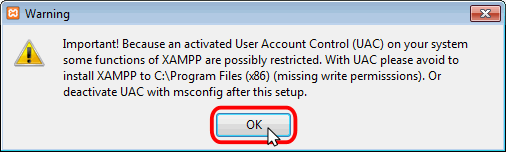 Warning
Important! Because an activated User Account Control (UAC) on your system
some functions of XAMPP are possibly restricted. With UAC please avoid to
install XAMPP to C:\Program Files (x86) (missing write permisssions). Or
deactivate UAC with msconfig after this setup.
OK